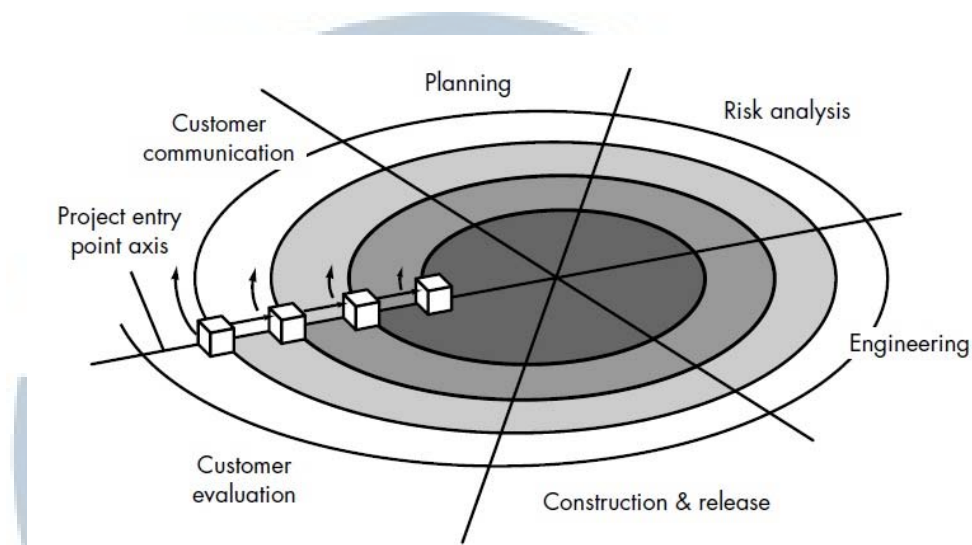 Planning
Risk analysis
Customer
communication
Project entry
point axis
Engineering
Customer
evaluation
Construction & release